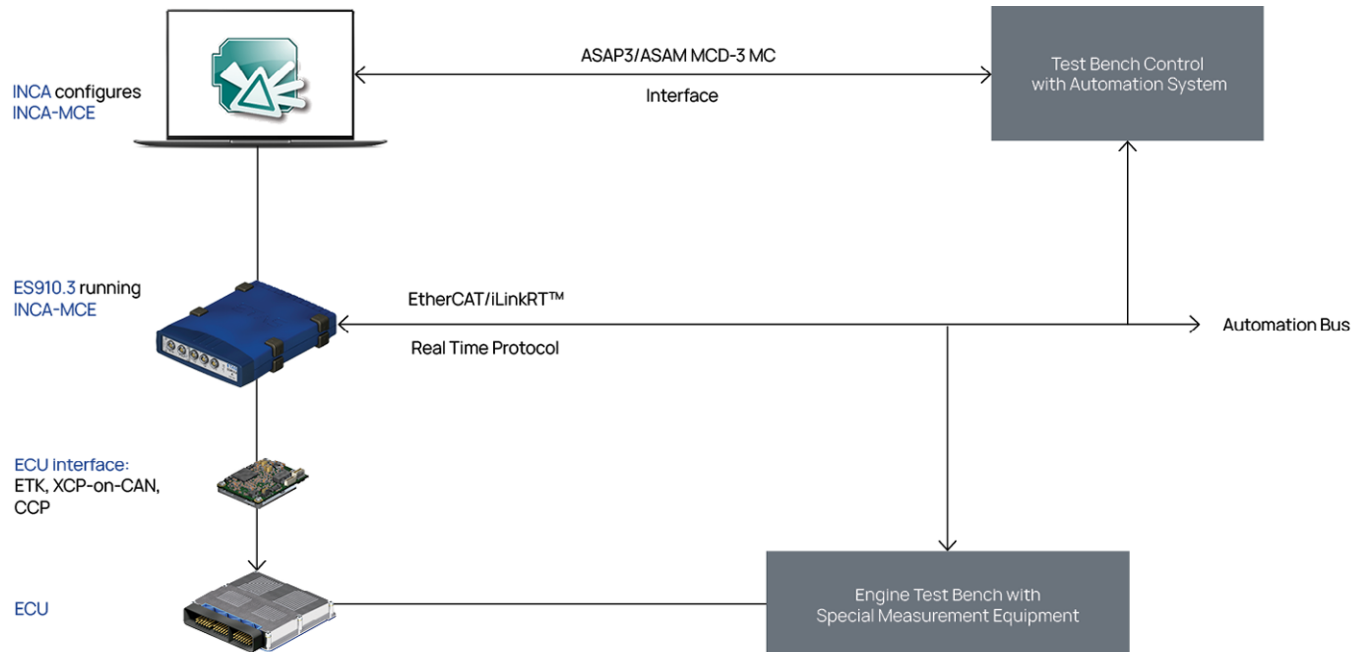 INCA configures
INCA-MCE
ASAP3/ASAM MCD-3 MC
Interface
Test Bench Control
with Automation System
ES910.3 running
INCA-MCE
EtherCAT/iLinkRT™
Real Time Protocol
Automation Bus
ECU interface:
ETK, XCP-on-CAN,
CCP
ECU
Engine Test Bench with
Special Measurement Equipment